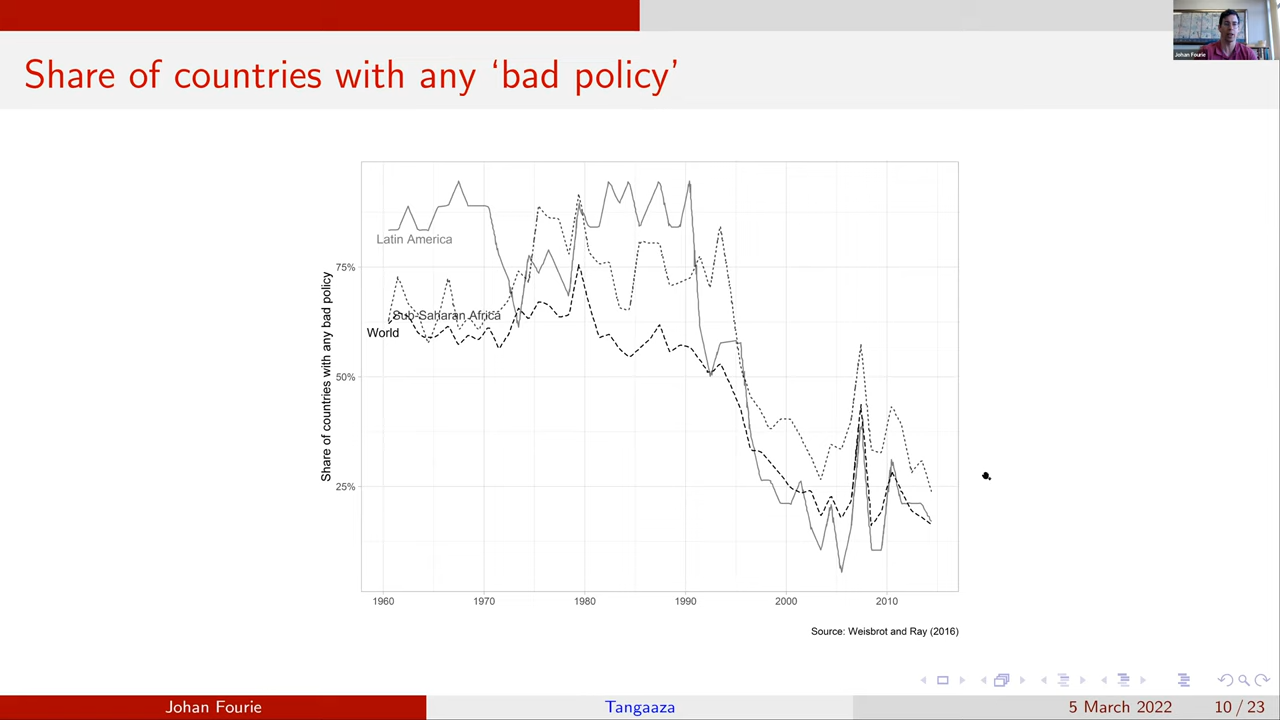 Johan Fourie
Share of countries with any ‘bad policy’
Latin America
Sub-Saharan Africa
World
Share of countries with any bad policy
75%
50%
25%
1960
1970
1980
1990
2000
2010
Source: Weisbrot and Ray (2016)
Johan Fourie
Tangaaza
5 March 2022
10 / 23